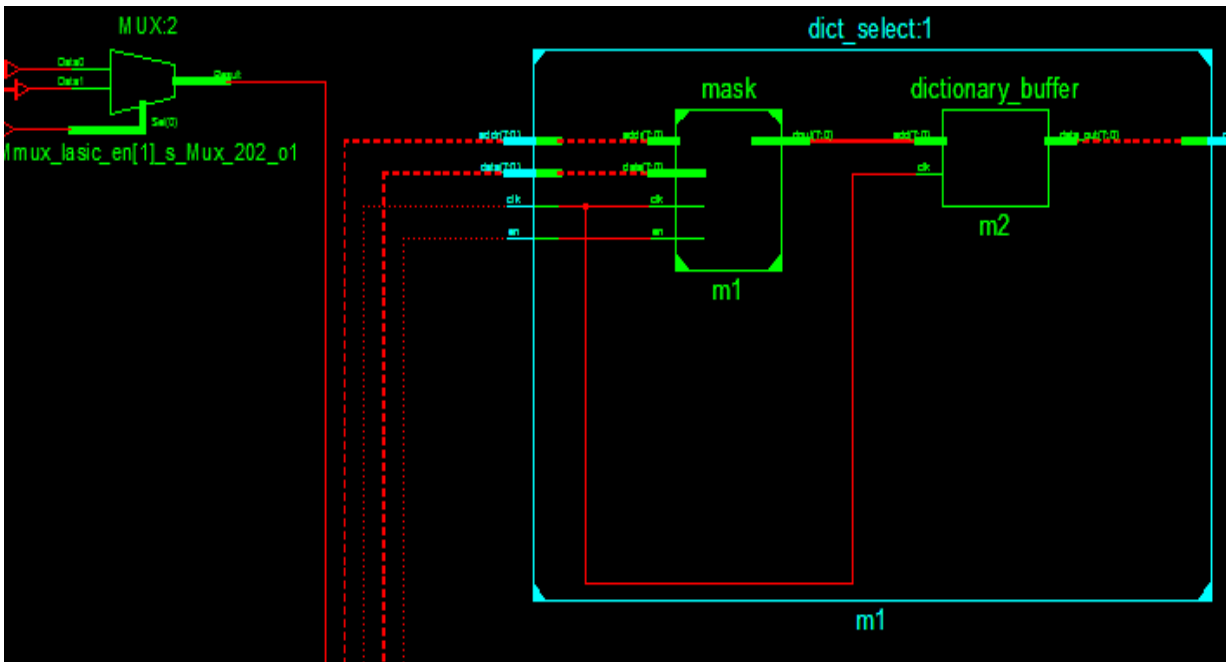 MUX:2
Data0
Data1
Result
Sel(0)
Mmux_lasic_en[1]_s_Mux_202_o1
dict_select:1
addr(7:0)
data(7:0)
clk
en
mask
addr(7:0)
data(7:0)
clk
en
dout(7:0)
m1
dictionary_buffer
add(7:0)
clk
data_out(7:0)
m2
m1